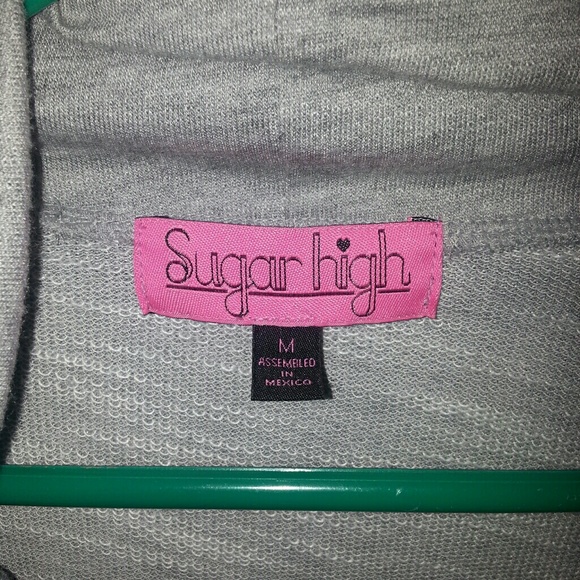 Sugar high
M
ASSEMBLED
IN
MEXICO